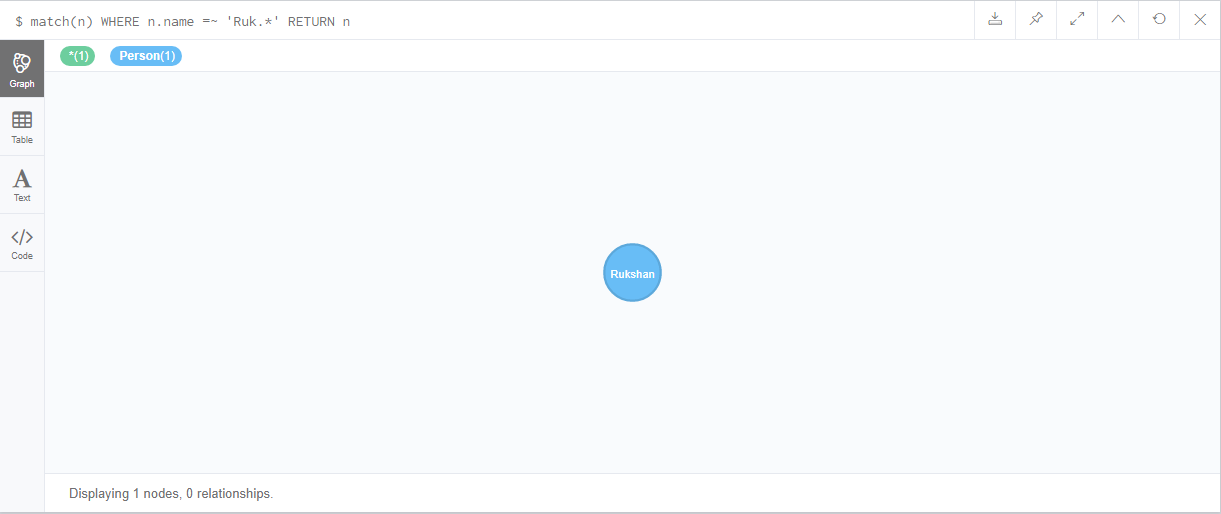 $ match(n) WHERE n.name =~ 'Ruk.*' RETURN n
*(1) Person(1)
Graph
Table
A
Text
</>
Code
Rukshan
Displaying 1 nodes, 0 relationships.